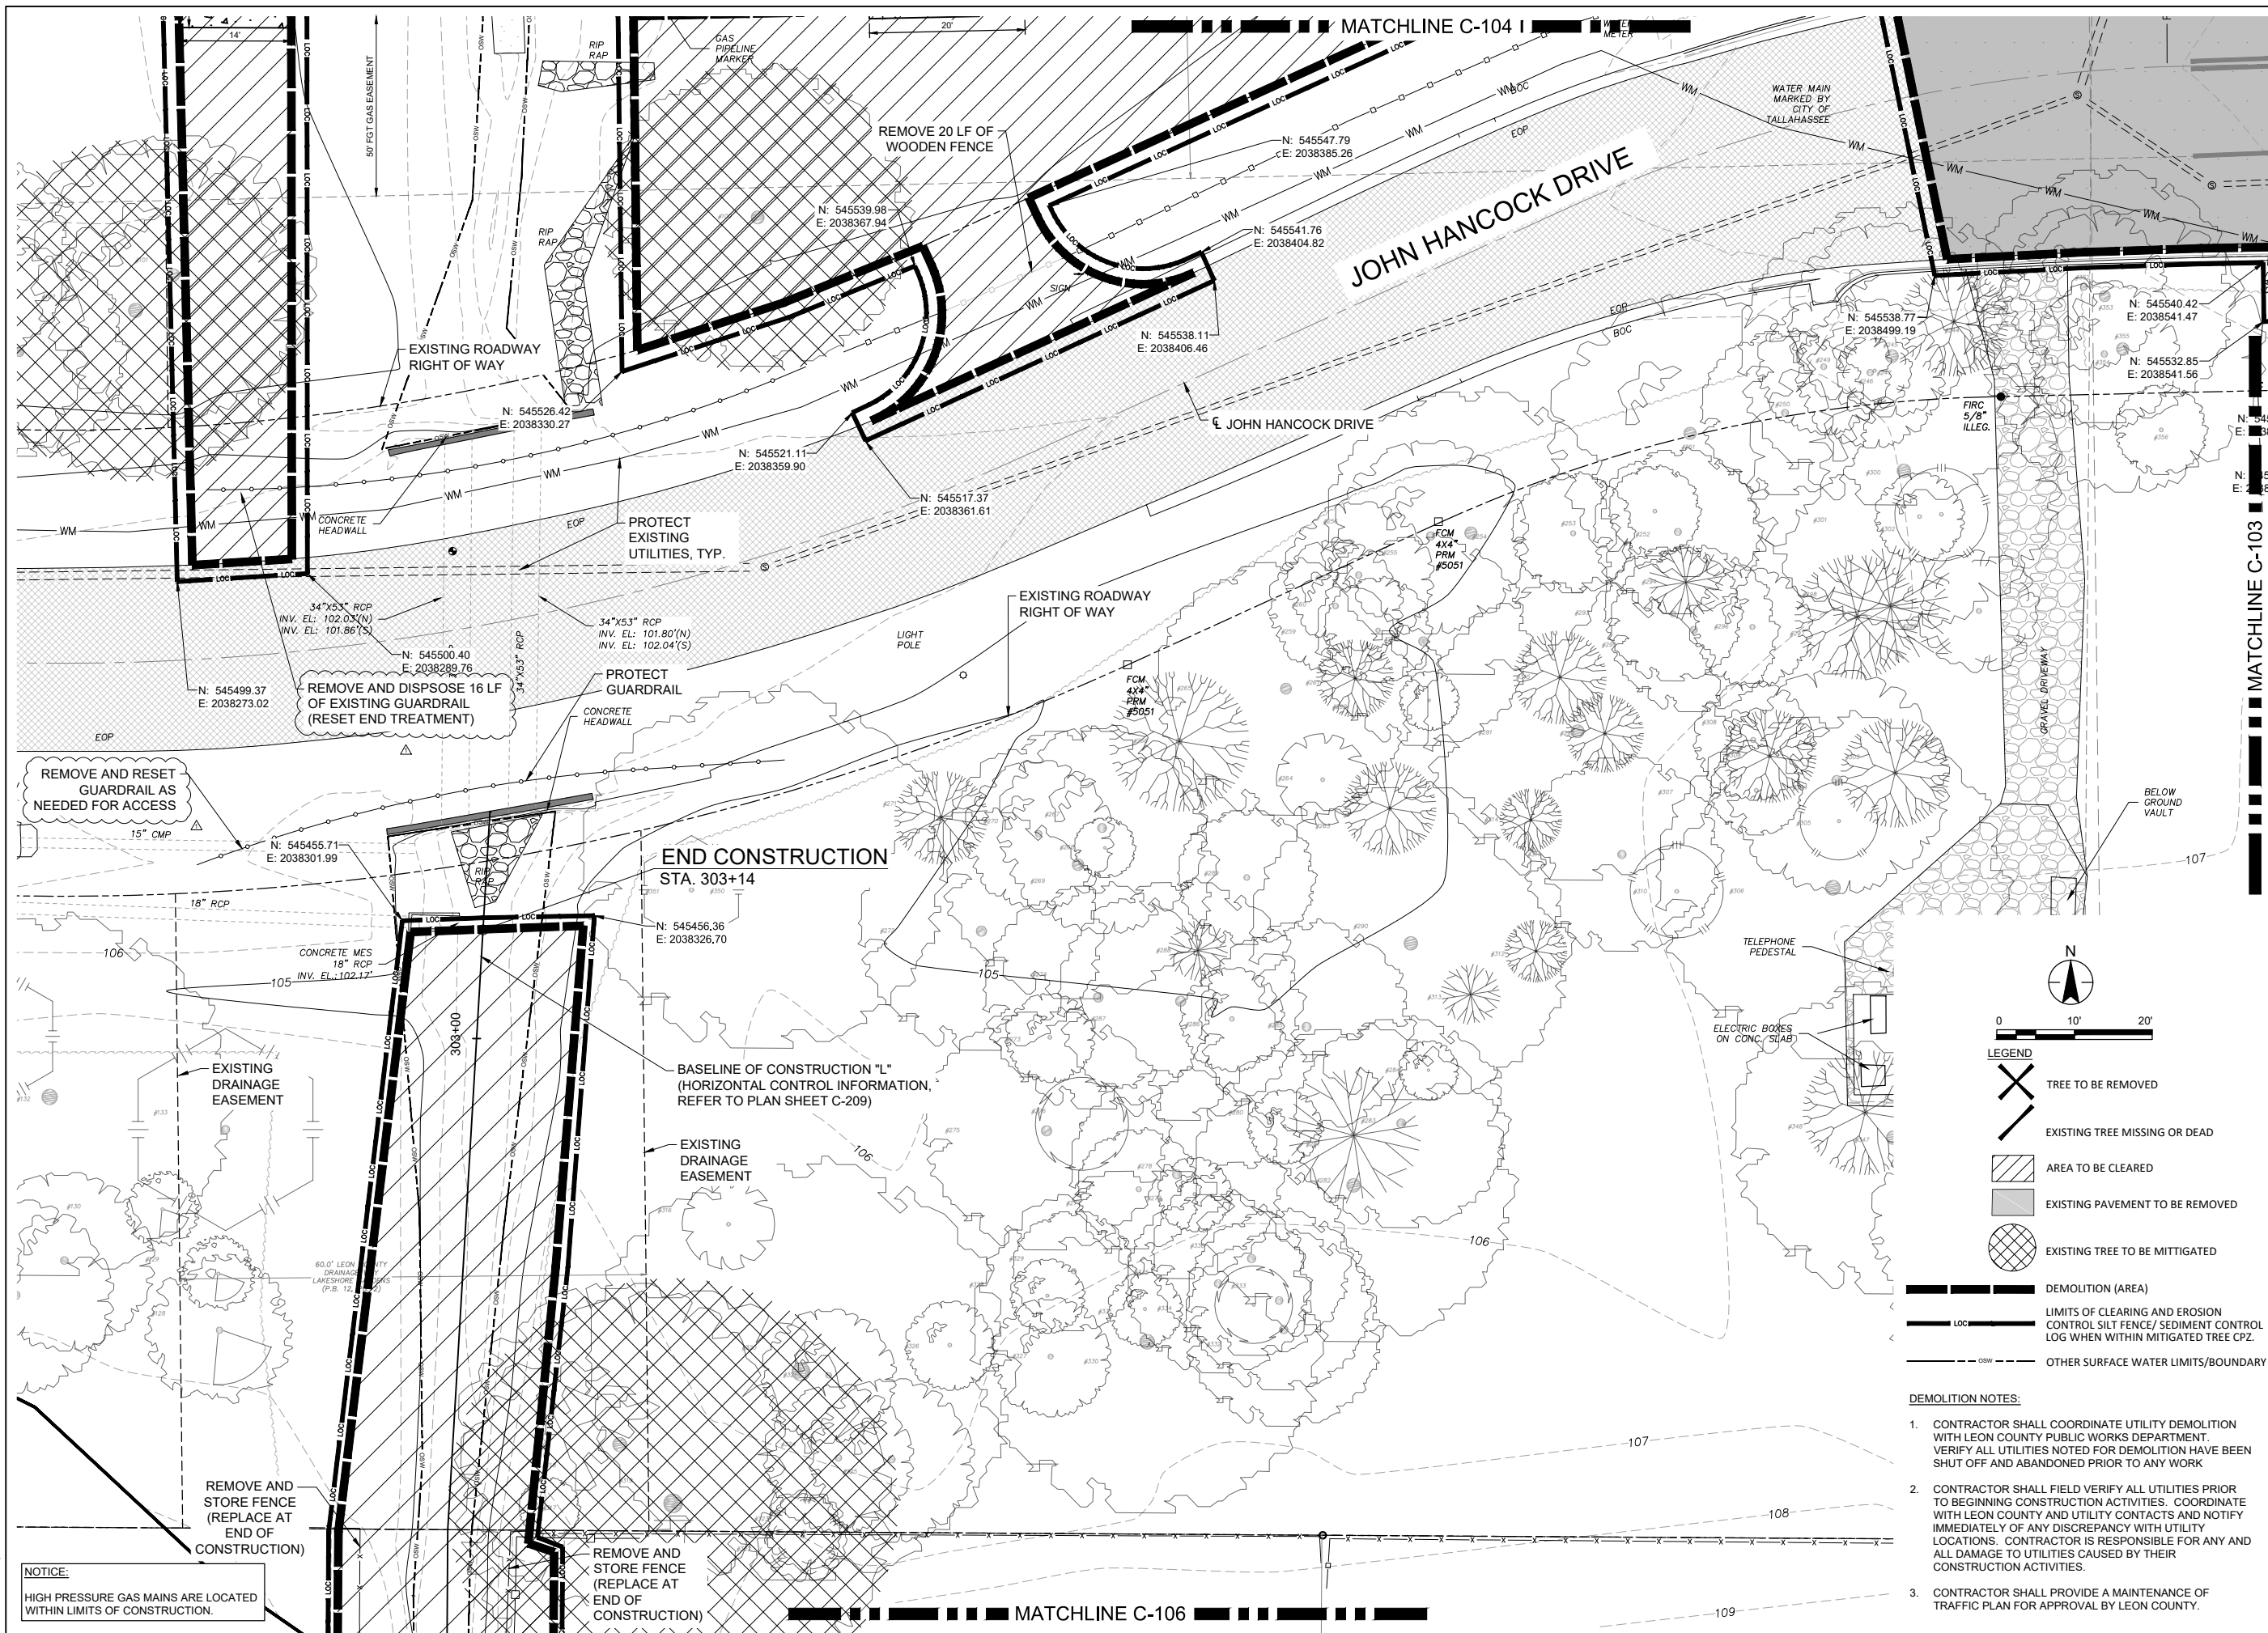 MATCHLINE C-104
14'
20'
50' FGT GAS EASEMENT
GAS
PIPELINE
MARKER
RIP
RAP
WATER
METER
WATER MAIN
MARKED BY
CITY OF
TALLAHASSEE
REMOVE 20 LF OF
WOODEN FENCE
N: 545547.79
E: 2038385.26
BOC
EOP
JOHN HANCOCK DRIVE
N: 545539.98
E: 2038367.94
RIP
RAP
N: 545541.76
E: 2038404.82
SIGN
N: 545538.11
E: 2038406.46
EXISTING ROADWAY
RIGHT OF WAY
N: 545526.42
E: 2038330.27
N: 545521.11
E: 2038359.90
N: 545517.37
E: 2038361.61
℄ JOHN HANCOCK DRIVE
BOC
N: 545538.77
E: 2038499.19
N: 545540.42
E: 2038541.47
N: 545532.85
E: 2038541.56
FIRC
5/8"
ILLEG.
MATCHLINE C-103
CONCRETE
HEADWALL
EOP
PROTECT
EXISTING
UTILITIES, TYP.
FCM
4X4"
PRM
#5051
34"X53" RCP
INV. EL: 102.03'(N)
INV. EL: 101.86'(S)
34"X53" RCP
INV. EL: 101.80'(N)
INV. EL: 102.04'(S)
34"X53" RCP
EXISTING ROADWAY
RIGHT OF WAY
LIGHT
POLE
N: 545500.40
E: 2038289.76
N: 545499.37
E: 2038273.02
REMOVE AND DISPSOSE 16 LF
OF EXISTING GUARDRAIL
(RESET END TREATMENT)
PROTECT
GUARDRAIL
CONCRETE
HEADWALL
FCM
4X4"
PRM
#5051
GRAVEL DRIVEWAY
EOP
REMOVE AND RESET
GUARDRAIL AS
NEEDED FOR ACCESS
15" CMP
N: 545455.71
E: 2038301.99
18" RCP
RIP
RAP
END CONSTRUCTION
STA. 303+14
N: 545456.36
E: 2038326.70
BELOW
GROUND
VAULT
107
106
CONCRETE MES
18" RCP
INV. EL.:102.17'
105
105
303+00
TELEPHONE
PEDESTAL
ELECTRIC BOXES
ON CONC. SLAB
EXISTING
DRAINAGE
EASEMENT
BASELINE OF CONSTRUCTION "L"
(HORIZONTAL CONTROL INFORMATION,
REFER TO PLAN SHEET C-209)
EXISTING
DRAINAGE
EASEMENT
106
106
107
108
109
REMOVE AND
STORE FENCE
(REPLACE AT
END OF
CONSTRUCTION)
REMOVE AND
STORE FENCE
(REPLACE AT
END OF
CONSTRUCTION)
NOTICE:
HIGH PRESSURE GAS MAINS ARE LOCATED
WITHIN LIMITS OF CONSTRUCTION.
MATCHLINE C-106
N
0 10' 20'
LEGEND
TREE TO BE REMOVED
EXISTING TREE MISSING OR DEAD
AREA TO BE CLEARED
EXISTING PAVEMENT TO BE REMOVED
EXISTING TREE TO BE MITTIGATED
DEMOLITION (AREA)
LOC
LIMITS OF CLEARING AND EROSION
CONTROL SILT FENCE/ SEDIMENT CONTROL
LOG WHEN WITHIN MITIGATED TREE CPZ.
OSW
OTHER SURFACE WATER LIMITS/BOUNDARY
DEMOLITION NOTES:
1. CONTRACTOR SHALL COORDINATE UTILITY DEMOLITION
WITH LEON COUNTY PUBLIC WORKS DEPARTMENT.
VERIFY ALL UTILITIES NOTED FOR DEMOLITION HAVE BEEN
SHUT OFF AND ABANDONED PRIOR TO ANY WORK
2. CONTRACTOR SHALL FIELD VERIFY ALL UTILITIES PRIOR
TO BEGINNING CONSTRUCTION ACTIVITIES. COORDINATE
WITH LEON COUNTY AND UTILITY CONTACTS AND NOTIFY
IMMEDIATELY OF ANY DISCREPANCY WITH UTILITY
LOCATIONS. CONTRACTOR IS RESPONSIBLE FOR ANY AND
ALL DAMAGE TO UTILITIES CAUSED BY THEIR
CONSTRUCTION ACTIVITIES.
3. CONTRACTOR SHALL PROVIDE A MAINTENANCE OF
TRAFFIC PLAN FOR APPROVAL BY LEON COUNTY.